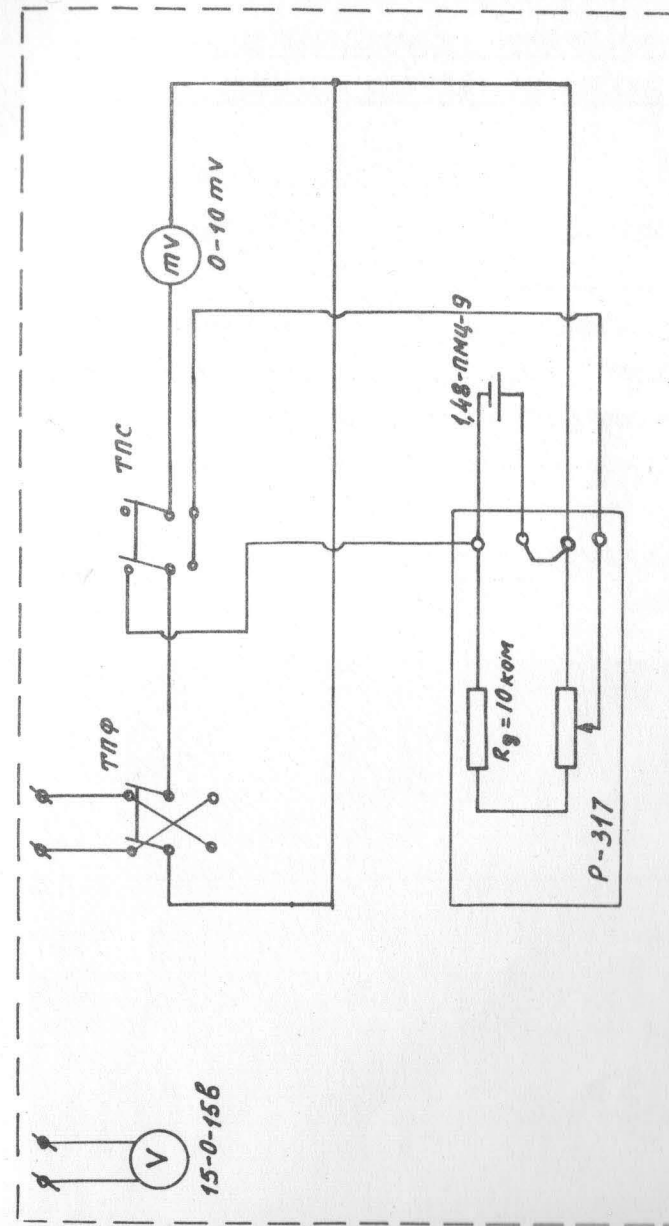 0-10 mV
mV
ТПС
1,48-ПМЦ-9
ТПФ
Rg = 10 ком
Р-317
V
15-0-15в